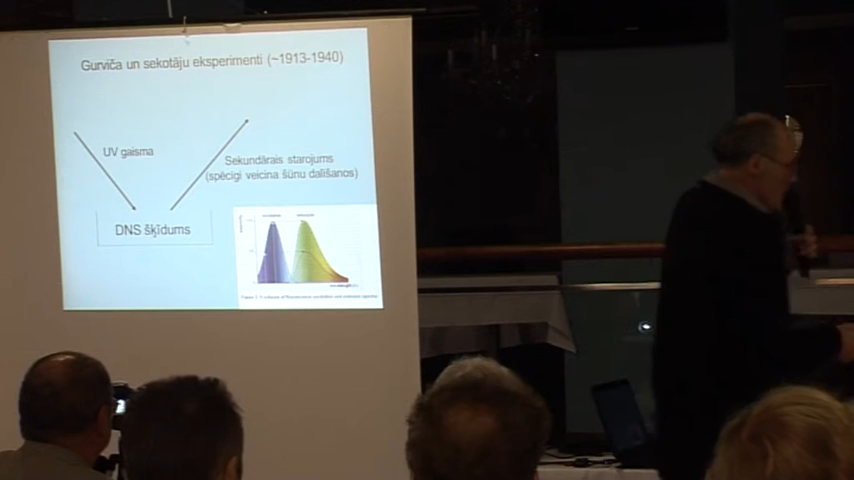 Gurviča un sekotāju eksperimenti (~1913-1940)
UV gaisma
Sekundārais starojums
(spēcīgi veicina šūnu dalīšanos)
DNS šķīdums